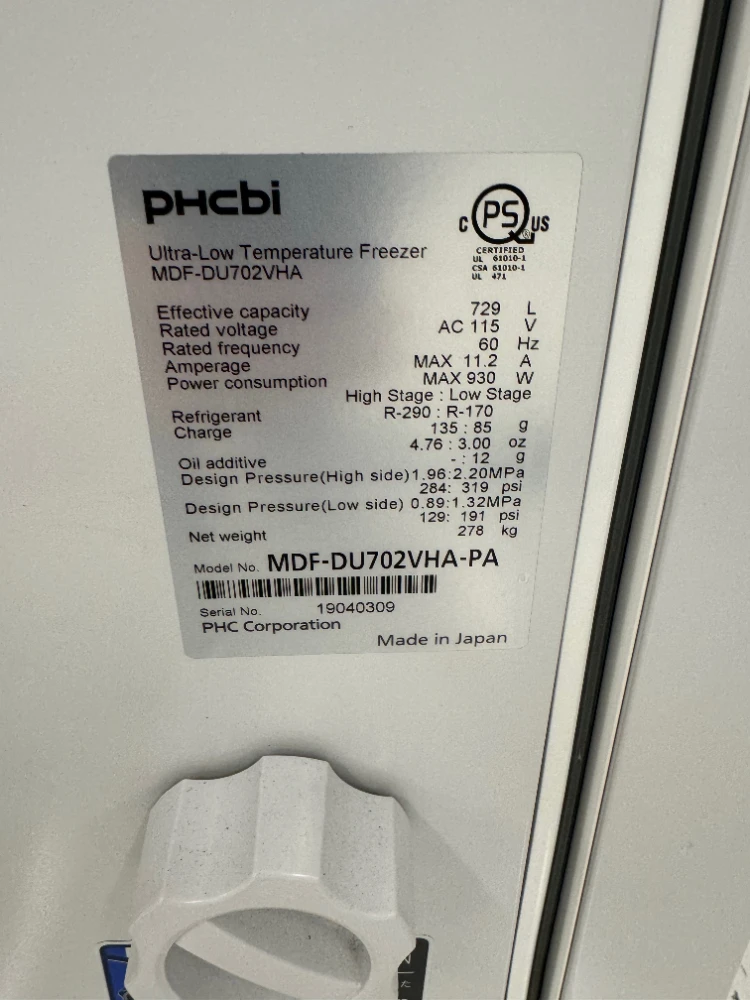 PHCbi
C PS US
CERTIFIED
UL 61010-1
CSA 61010-1
UL 471
Ultra-Low Temperature Freezer
MDF-DU702VHA
Effective capacity 729 L
Rated voltage AC 115 V
Rated frequency 60 Hz
Amperage MAX 11.2 A
Power consumption MAX 930 W
High Stage : Low Stage
Refrigerant R-290 : R-170
Charge 135 : 85 g
4.76 : 3.00 oz
Oil additive - : 12 g
Design Pressure(High side) 1.96:2.20MPa
284: 319 psi
Design Pressure(Low side) 0.89:1.32MPa
129: 191 psi
Net weight 278 kg
Model No. MDF-DU702VHA-PA
Serial No. 19040309
PHC Corporation
Made in Japan